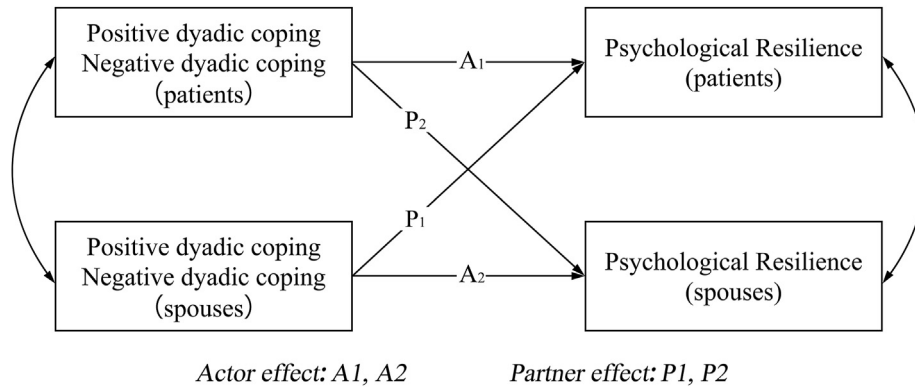 Positive dyadic coping
Negative dyadic coping
(patients)
A1
Psychological Resilience
(patients)
P2
P1
Positive dyadic coping
Negative dyadic coping
(spouses)
A2
Psychological Resilience
(spouses)
Actor effect: A1, A2
Partner effect: P1, P2